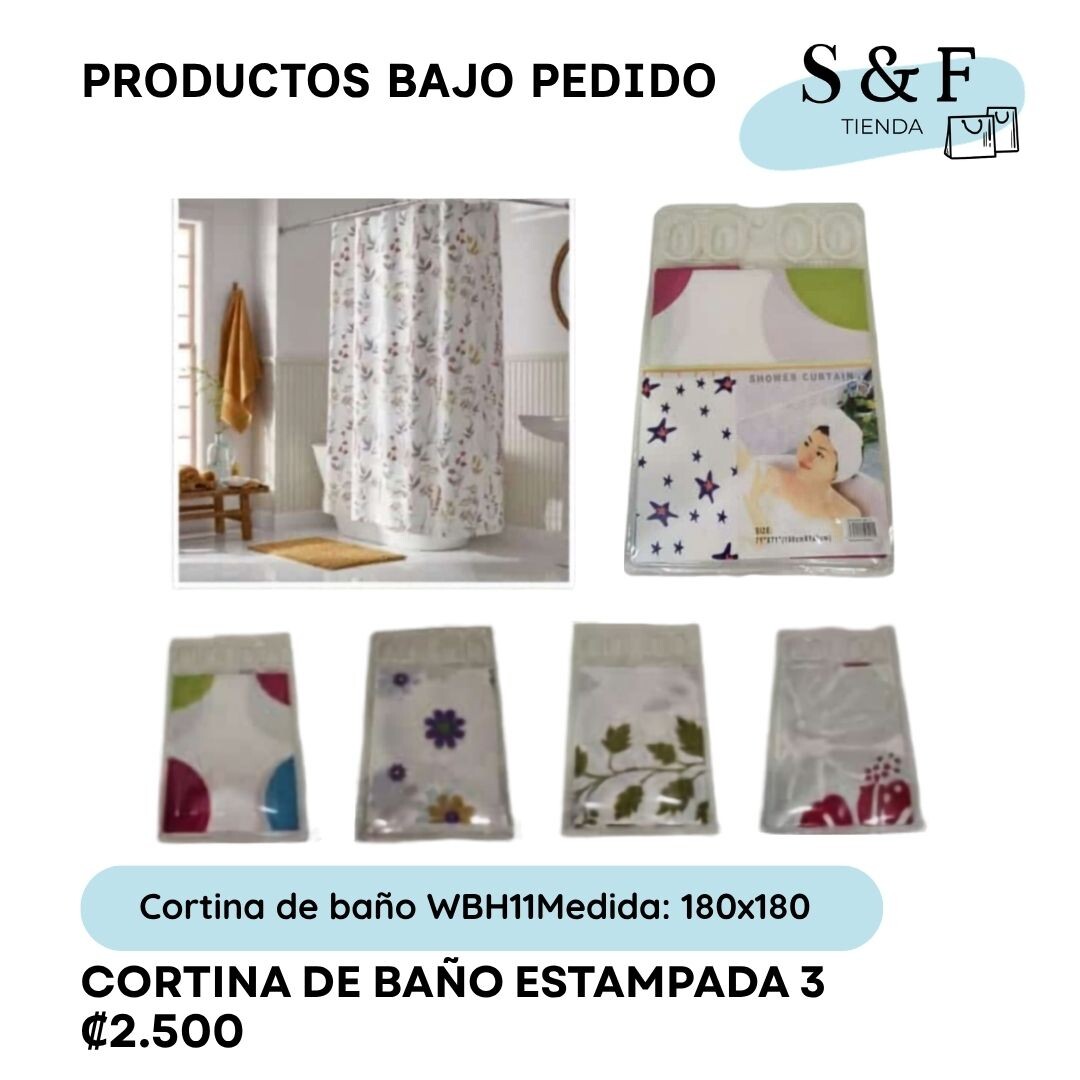 PRODUCTOS BAJO PEDIDO
S & F
TIENDA
SHOWER CURTAIN
SIZE:
Cortina de baño WBH11Medida: 180x180
CORTINA DE BAÑO ESTAMPADA 3
₡2.500